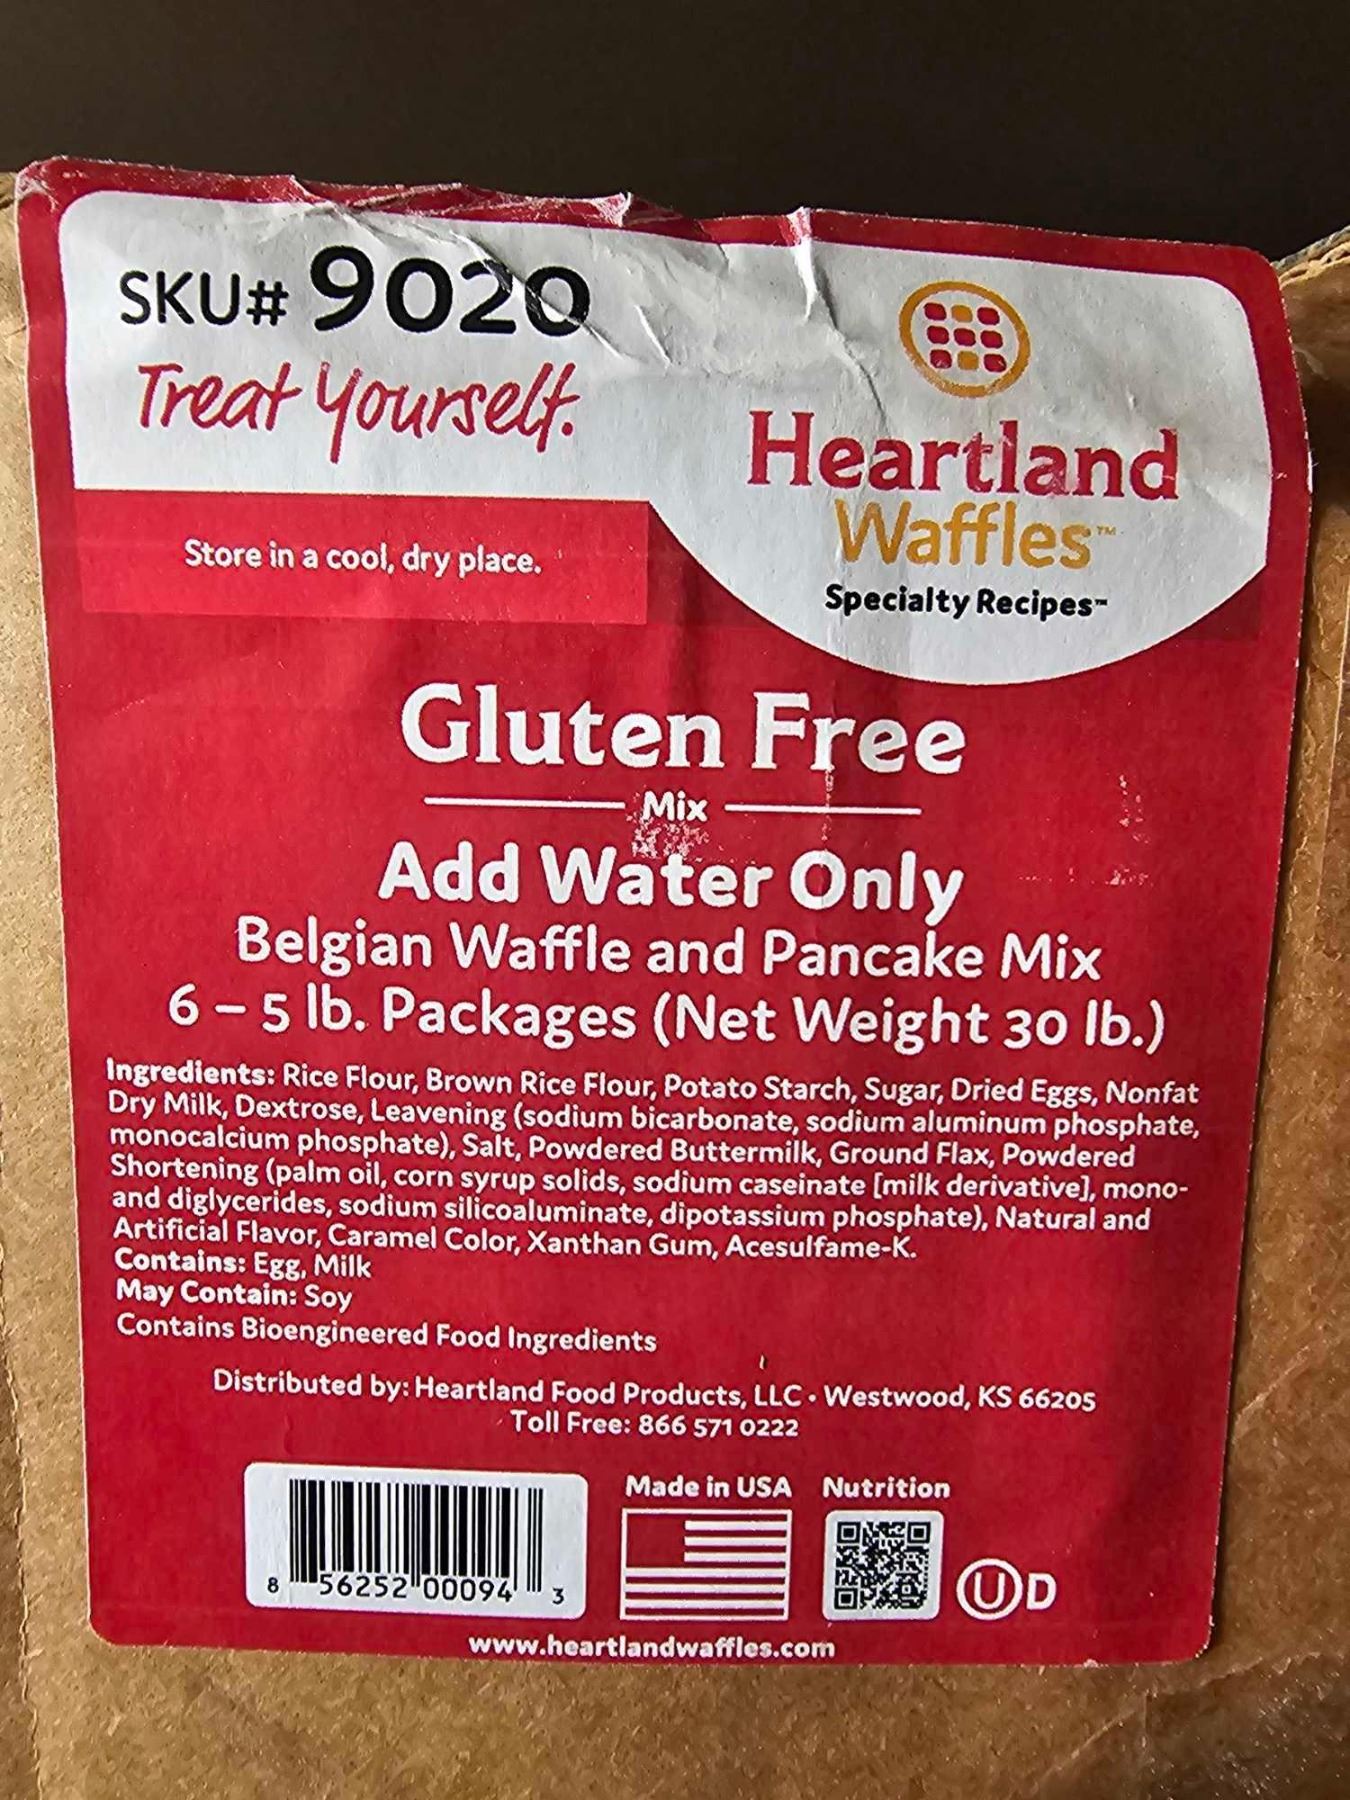 SKU# 9020
Treat Yourself.
Store in a cool, dry place.
Heartland
Waffles™
Specialty Recipes™
Gluten Free
Mix
Add Water Only
Belgian Waffle and Pancake Mix
6 – 5 lb. Packages (Net Weight 30 lb.)
Ingredients: Rice Flour, Brown Rice Flour, Potato Starch, Sugar, Dried Eggs, Nonfat
Dry Milk, Dextrose, Leavening (sodium bicarbonate, sodium aluminum phosphate,
monocalcium phosphate), Salt, Powdered Buttermilk, Ground Flax, Powdered
Shortening (palm oil, corn syrup solids, sodium caseinate [milk derivative], mono-
and diglycerides, sodium silicoaluminate, dipotassium phosphate), Natural and
Artificial Flavor, Caramel Color, Xanthan Gum, Acesulfame-K.
Contains: Egg, Milk
May Contain: Soy
Contains Bioengineered Food Ingredients
Distributed by: Heartland Food Products, LLC • Westwood, KS 66205
Toll Free: 866 571 0222
Made in USA Nutrition
8 56252 00094 3
U D
www.heartlandwaffles.com